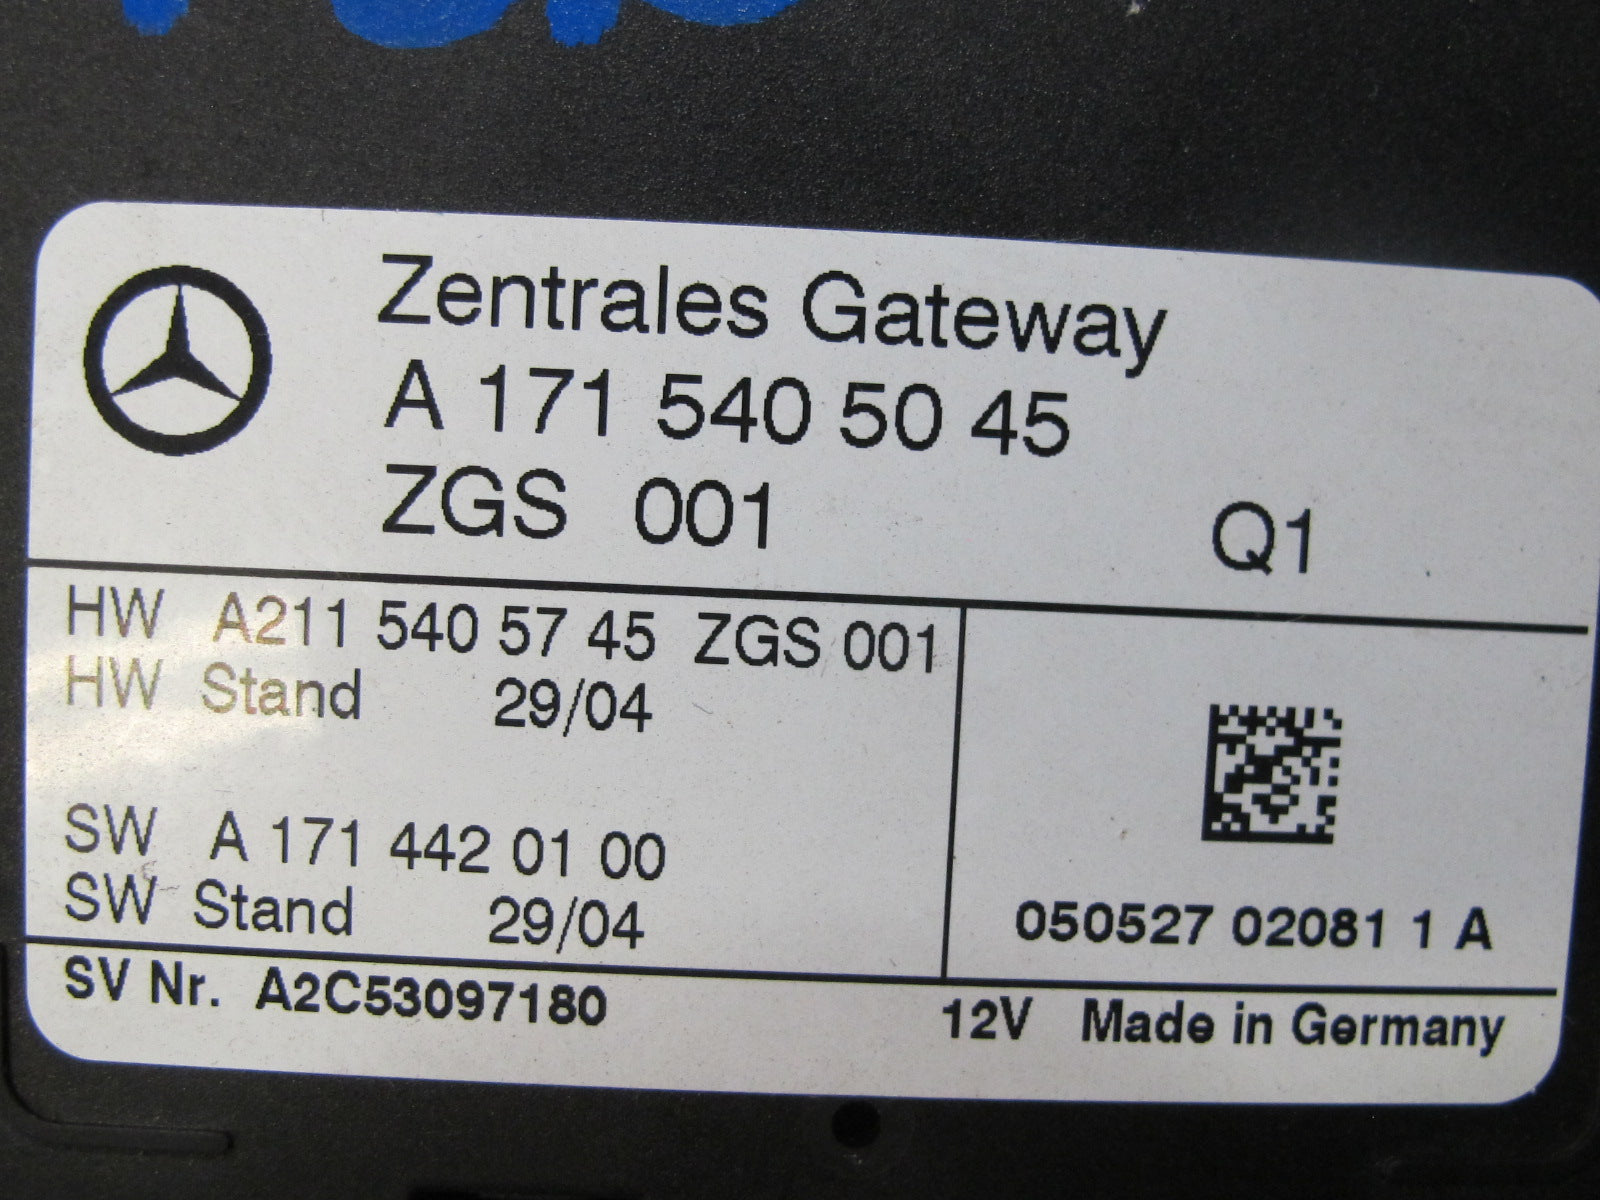 Zentrales Gateway
A 171 540 50 45
ZGS 001 Q1
HW A211 540 57 45 ZGS 001
HW Stand 29/04
SW A 171 442 01 00
SW Stand 29/04
050527 02081 1 A
SV Nr. A2C53097180 12V Made in Germany